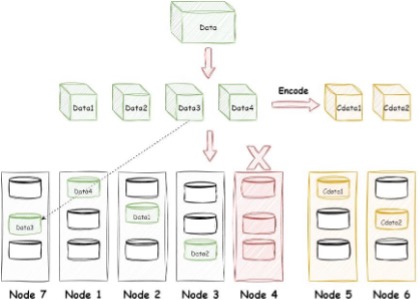 Data
Encode
Data1 Data2 Data3 Data4 Cdata1 Cdata2
X
Data4 Cdata1
Data3 Data1 Cdata2
Data2
Node 7 Node 1 Node 2 Node 3 Node 4 Node 5 Node 6